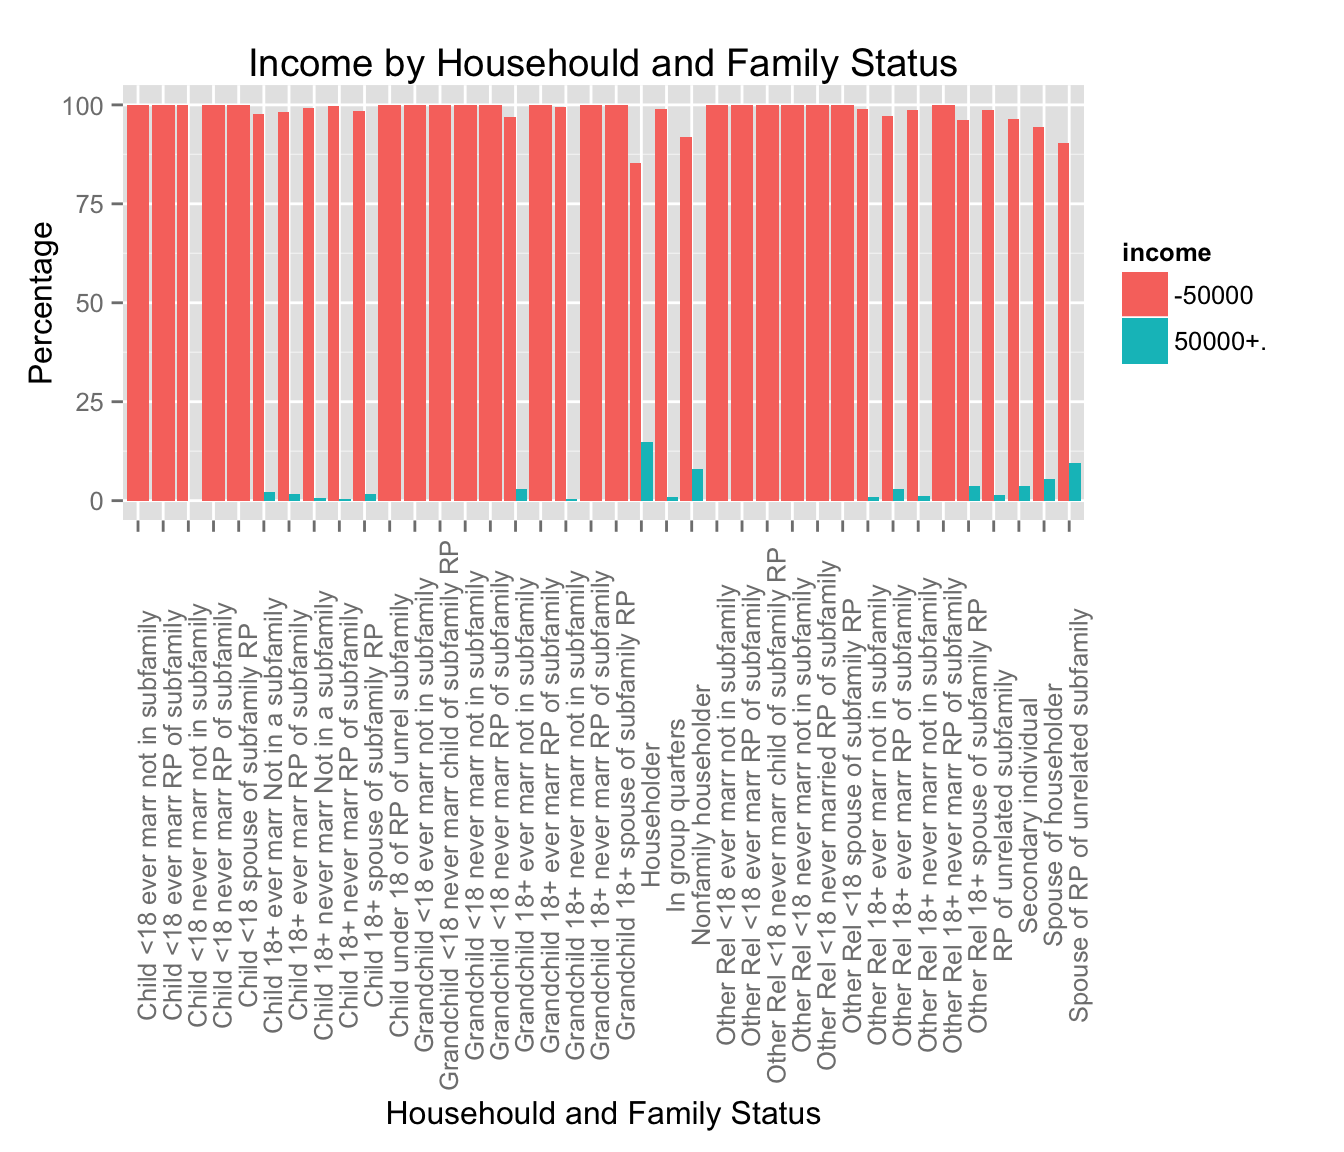 Income by Househould and Family Status
Percentage
100
75
50
25
0
income
-50000
50000+.
Child <18 ever marr not in subfamily
Child <18 ever marr RP of subfamily
Child <18 never marr not in subfamily
Child <18 never marr RP of subfamily
Child <18 spouse of subfamily RP
Child 18+ ever marr Not in a subfamily
Child 18+ ever marr RP of subfamily
Child 18+ never marr Not in a subfamily
Child 18+ never marr RP of subfamily
Child 18+ spouse of subfamily RP
Child under 18 of RP of unrel subfamily
Grandchild <18 ever marr not in subfamily
Grandchild <18 never marr child of subfamily RP
Grandchild <18 never marr not in subfamily
Grandchild <18 never marr RP of subfamily
Grandchild 18+ ever marr not in subfamily
Grandchild 18+ ever marr RP of subfamily
Grandchild 18+ never marr not in subfamily
Grandchild 18+ never marr RP of subfamily
Grandchild 18+ spouse of subfamily RP
Householder
In group quarters
Nonfamily householder
Other Rel <18 ever marr not in subfamily
Other Rel <18 ever marr RP of subfamily
Other Rel <18 never marr child of subfamily RP
Other Rel <18 never marr not in subfamily
Other Rel <18 never married RP of subfamily
Other Rel <18 spouse of subfamily RP
Other Rel 18+ ever marr not in subfamily
Other Rel 18+ ever marr RP of subfamily
Other Rel 18+ never marr not in subfamily
Other Rel 18+ never marr RP of subfamily
Other Rel 18+ spouse of subfamily RP
RP of unrelated subfamily
Secondary individual
Spouse of householder
Spouse of RP of unrelated subfamily
Househould and Family Status